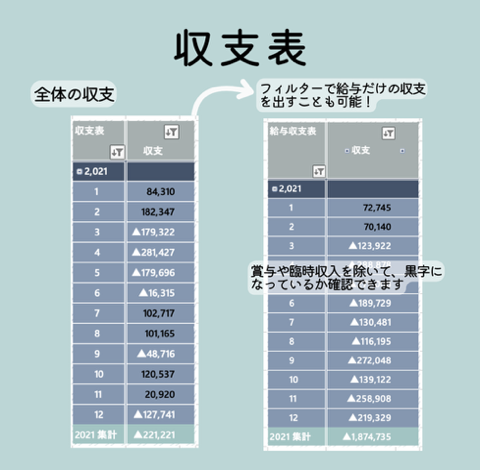 収支表
全体の収支
フィルターで給与だけの収支
を出すことも可能！
収支表
収支
2,021
1 84,310
2 182,347
3 ▲179,322
4 ▲281,427
5 ▲179,696
6 ▲16,315
7 102,717
8 101,165
9 ▲48,716
10 120,537
11 20,920
12 ▲127,741
2021 集計 ▲221,221
給与収支表
収支
2,021
1 72,745
2 70,140
3 ▲123,922
賞与や臨時収入を除いて、黒字に
なっているか確認できます
6 ▲189,729
7 ▲130,481
8 ▲116,195
9 ▲272,048
10 ▲139,122
11 ▲258,908
12 ▲219,329
2021 集計 ▲1,874,735